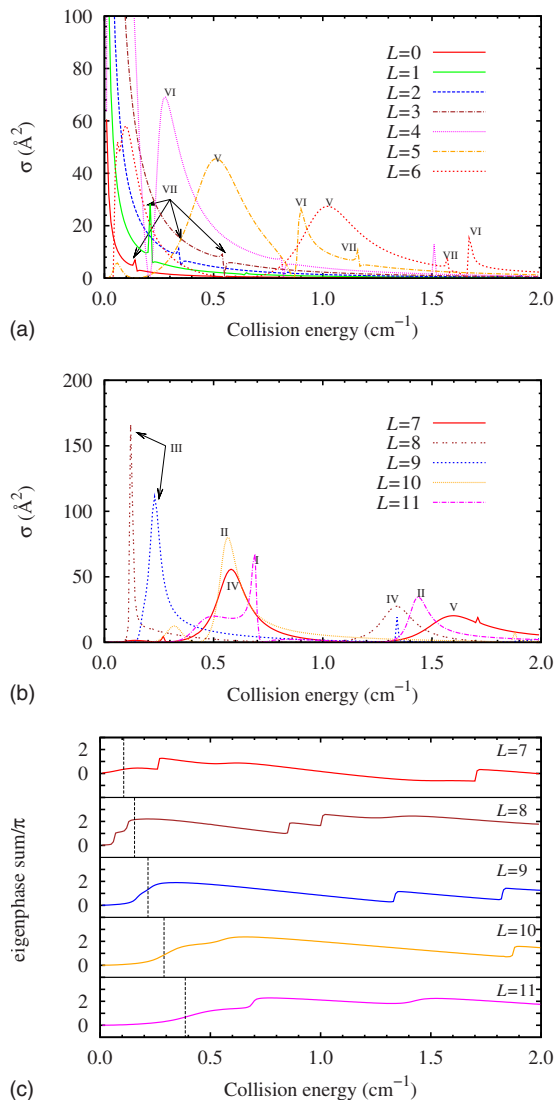 100
80
60
40
20
0
σ (Å²)
VI
V
VII
VI
V
VII
VI
VII
L=0
L=1
L=2
L=3
L=4
L=5
L=6
0.0 0.5 1.0 1.5 2.0
(a) Collision energy (cm⁻¹)
200
150
100
50
0
σ (Å²)
III
II
IV
I
IV
II
V
L=7
L=8
L=9
L=10
L=11
0.0 0.5 1.0 1.5 2.0
(b) Collision energy (cm⁻¹)
eigenphase sum/π
2
0
L=7
2
0
L=8
2
0
L=9
2
0
L=10
2
0
L=11
0.0 0.5 1.0 1.5 2.0
(c) Collision energy (cm⁻¹)